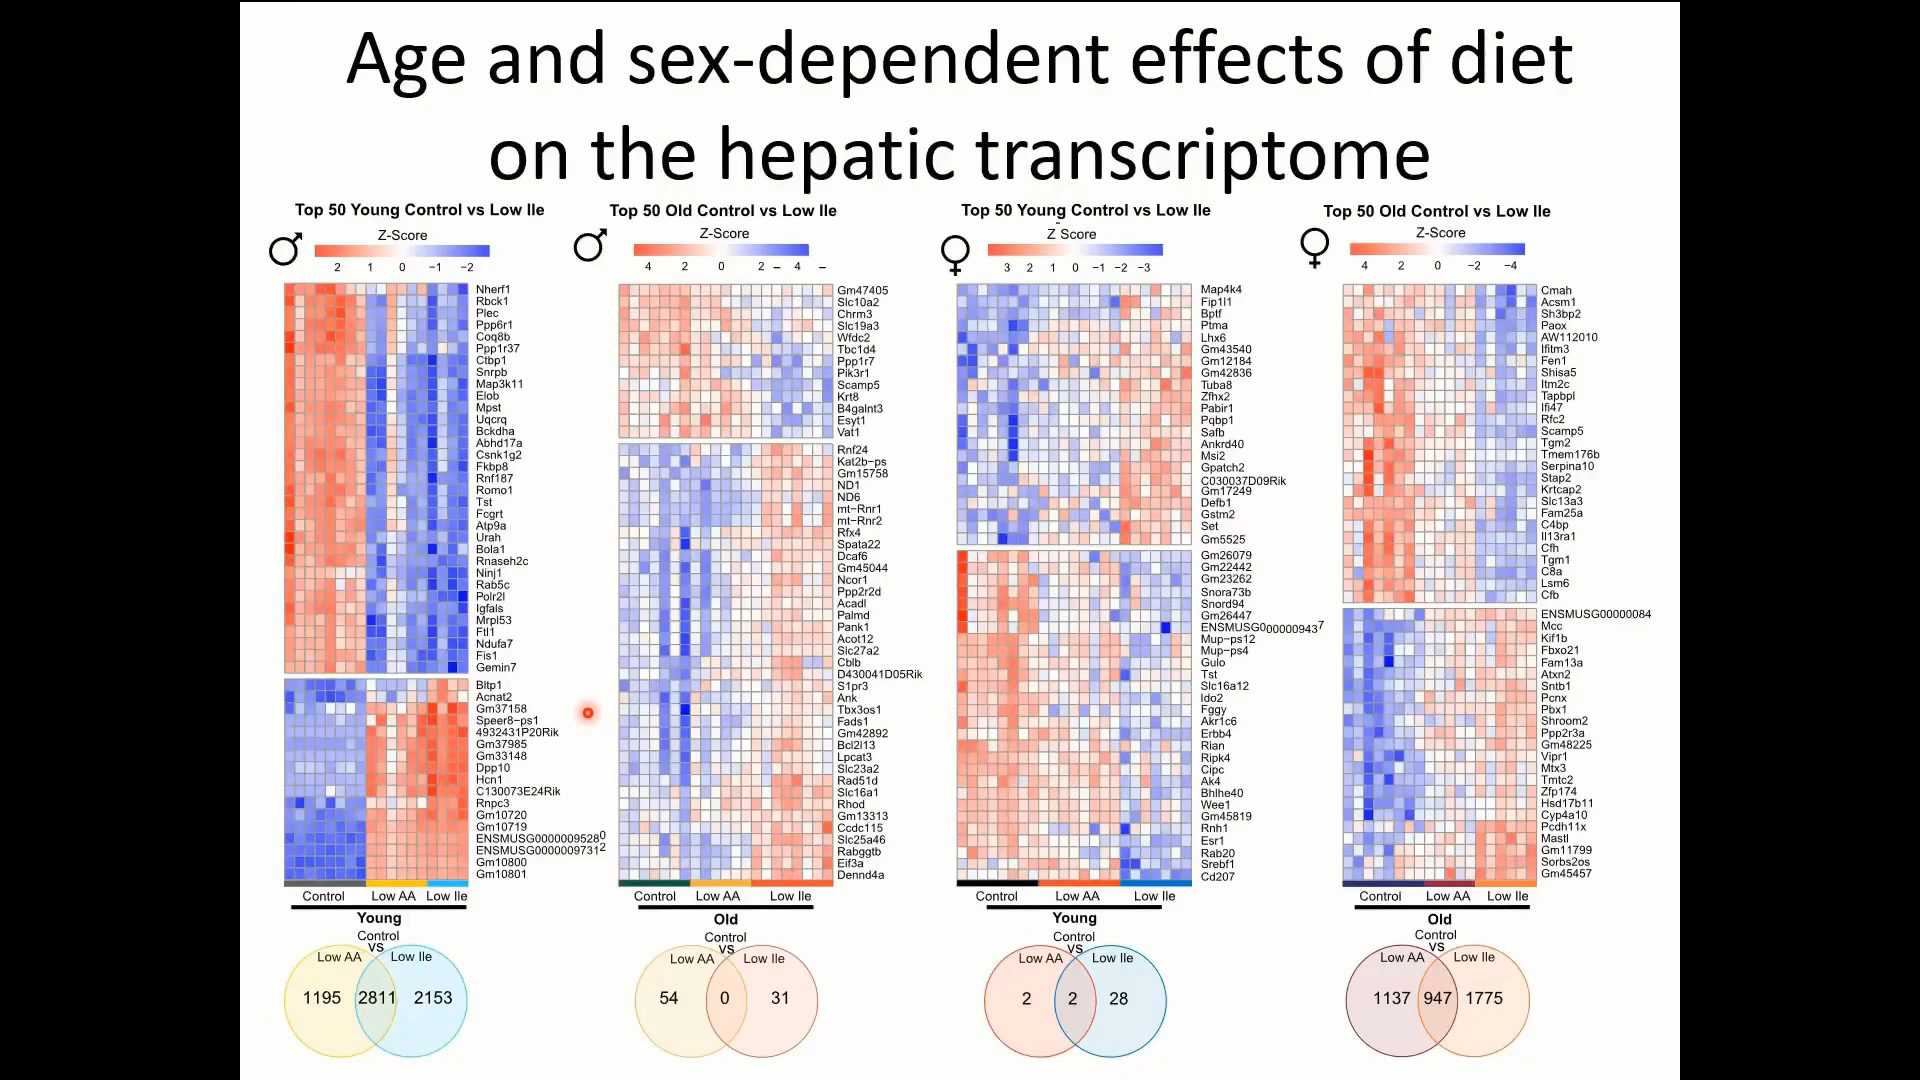 Age and sex-dependent effects of diet
on the hepatic transcriptome
Top 50 Young Control vs Low Ile
Z-Score
2 1 0 −1 −2
Nherf1
Rbck1
Plec
Ppp6r1
Coq8b
Ppp1r37
Ctbp1
Snrpb
Map3k11
Elob
Mpst
Uqcrq
Bckdha
Abhd17a
Csnk1g2
Fkbp8
Rnf187
Romo1
Tst
Fcgrt
Atp9a
Urah
Bola1
Rnaseh2c
Ninj1
Rab5c
Polr2l
Igfals
Mrpl53
Ftl1
Ndufa7
Fis1
Gemin7
Bltp1
Acnat2
Gm37158
Speer8−ps1
4932431P20Rik
Gm37985
Gm33148
Dpp10
Hcn1
C130073E24Rik
Rnpc3
Gm10720
Gm10719
ENSMUSG00000095280
ENSMUSG00000097312
Gm10800
Gm10801
Control Low AA Low Ile
Young
Control
VS
Low AA Low Ile
1195 2811 2153
Top 50 Old Control vs Low Ile
Z-Score
4 2 0 2 − 4 −
Gm47405
Slc10a2
Chrm3
Slc19a3
Wfdc2
Tbc1d4
Ppp1r7
Pik3r1
Scamp5
Krt8
B4galnt3
Esyt1
Vat1
Rnf24
Kat2b−ps
Gm15758
ND1
ND6
mt−Rnr1
mt−Rnr2
Rfx4
Spata22
Dcaf6
Gm45044
Ncor1
Ppp2r2d
Acadl
Palmd
Pank1
Acot12
Slc27a2
Cblb
D430041D05Rik
S1pr3
Ank
Tbx3os1
Fads1
Gm42892
Bcl2l13
Lpcat3
Slc23a2
Rad51d
Slc16a1
Rhod
Gm13313
Ccdc115
Slc25a46
Rabggtb
Eif3a
Dennd4a
Control Low AA Low Ile
Old
Control
VS
Low AA Low Ile
54 0 31
Top 50 Young Control vs Low Ile
Z Score
3 2 1 0 −1 −2 −3
Map4k4
Fip1l1
Bptf
Ptma
Lhx6
Gm43540
Gm12184
Gm42836
Tuba8
Zfhx2
Pabir1
Pqbp1
Safb
Ankrd40
Msi2
Gpatch2
C030037D09Rik
Gm17249
Defb1
Gstm2
Set
Gm5525
Gm26079
Gm22442
Gm23262
Snora73b
Snord94
Gm26447
ENSMUSG000000009437
Mup−ps12
Mup−ps4
Gulo
Tst
Slc16a12
Ido2
Fggy
Akr1c6
Erbb4
Rian
Ripk4
Cipc
Ak4
Bhlhe40
Wee1
Gm45819
Rnh1
Esr1
Rab20
Srebf1
Cd207
Control Low AA Low Ile
Young
Control
VS
Low AA Low Ile
2 2 28
Top 50 Old Control vs Low Ile
Z-Score
4 2 0 −2 −4
Cmah
Acsm1
Sh3bp2
Paox
AW112010
Ifitm3
Fen1
Shisa5
Itm2c
Tapbpl
Ifi47
Rfc2
Scamp5
Tgm2
Tmem176b
Serpina10
Stap2
Krtcap2
Slc13a3
Fam25a
C4bp
Il13ra1
Cfh
Tgm1
C8a
Lsm6
Cfb
ENSMUSG00000084
Mcc
Kif1b
Fbxo21
Fam13a
Atxn2
Sntb1
Pcnx
Pbx1
Shroom2
Ppp2r3a
Gm48225
Vipr1
Mtx3
Tmtc2
Zfp174
Hsd17b11
Cyp4a10
Pcdh11x
Mastl
Gm11799
Sorbs2os
Gm45457
Control Low AA Low Ile
Old
Control
VS
Low AA Low Ile
1137 947 1775